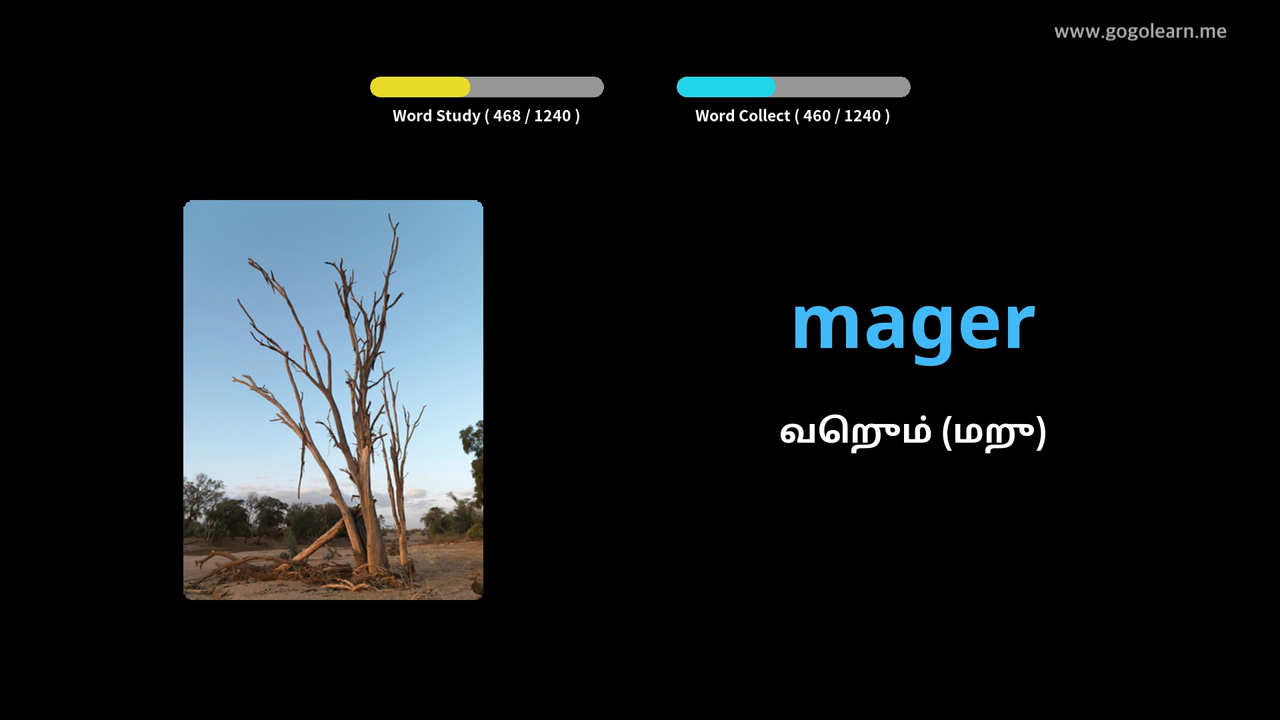 www.gogolearn.me
Word Study ( 468 / 1240 )
Word Collect ( 460 / 1240 )
mager
வறெும் (மறு)